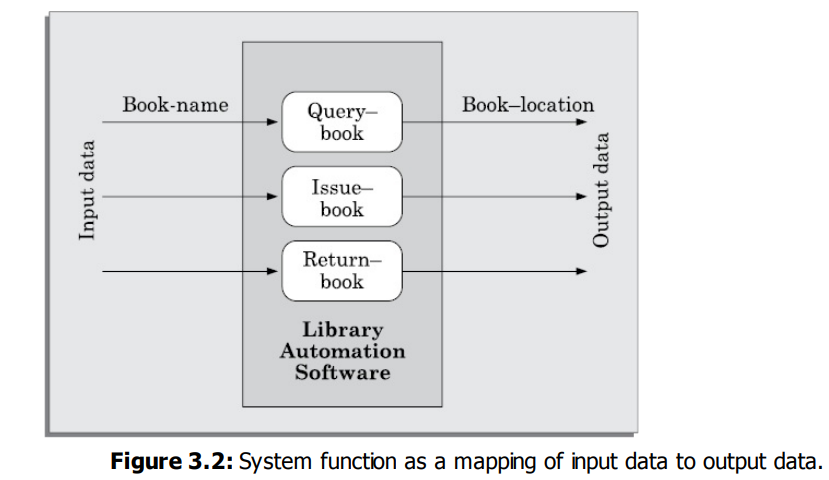 Book-name
Query–
book
Book–location
Input data
Issue–
book
Output data
Return–
book
Library
Automation
Software
Figure 3.2: System function as a mapping of input data to output data.